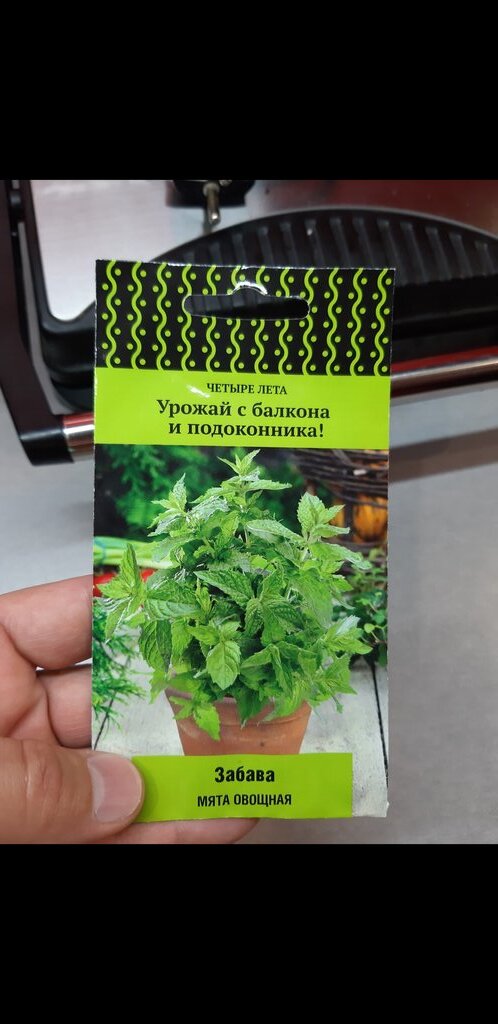 ЧЕТЫРЕ ЛЕТА
Урожай с балкона
и подоконника!
Забава
МЯТА ОВОЩНАЯ